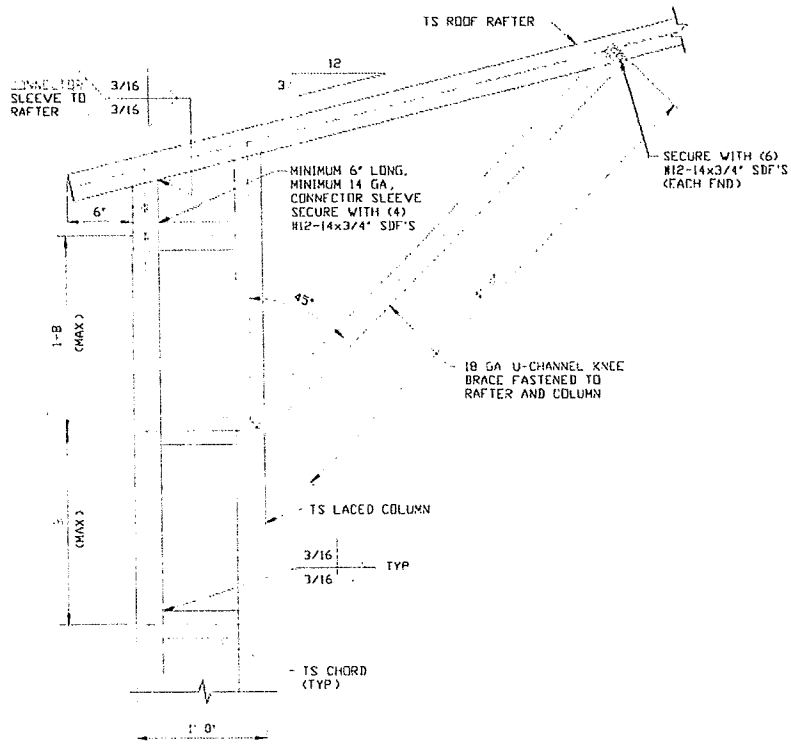 TS ROOF RAFTER
12
3
CONNECTOR
SLEEVE TO
RAFTER
3/16
3/16
MINIMUM 6" LONG,
MINIMUM 14 GA,
CONNECTOR SLEEVE
SECURE WITH (4)
#12-14x3/4" SDF'S
SECURE WITH (6)
#12-14x3/4" SDF'S
(EACH END)
6"
45°
(MAX)
18 GA U-CHANNEL KNEE
BRACE FASTENED TO
RAFTER AND COLUMN
(MAX)
TS LACED COLUMN
3/16
3/16
TYP
TS CHORD
(TYP)
1' 0"